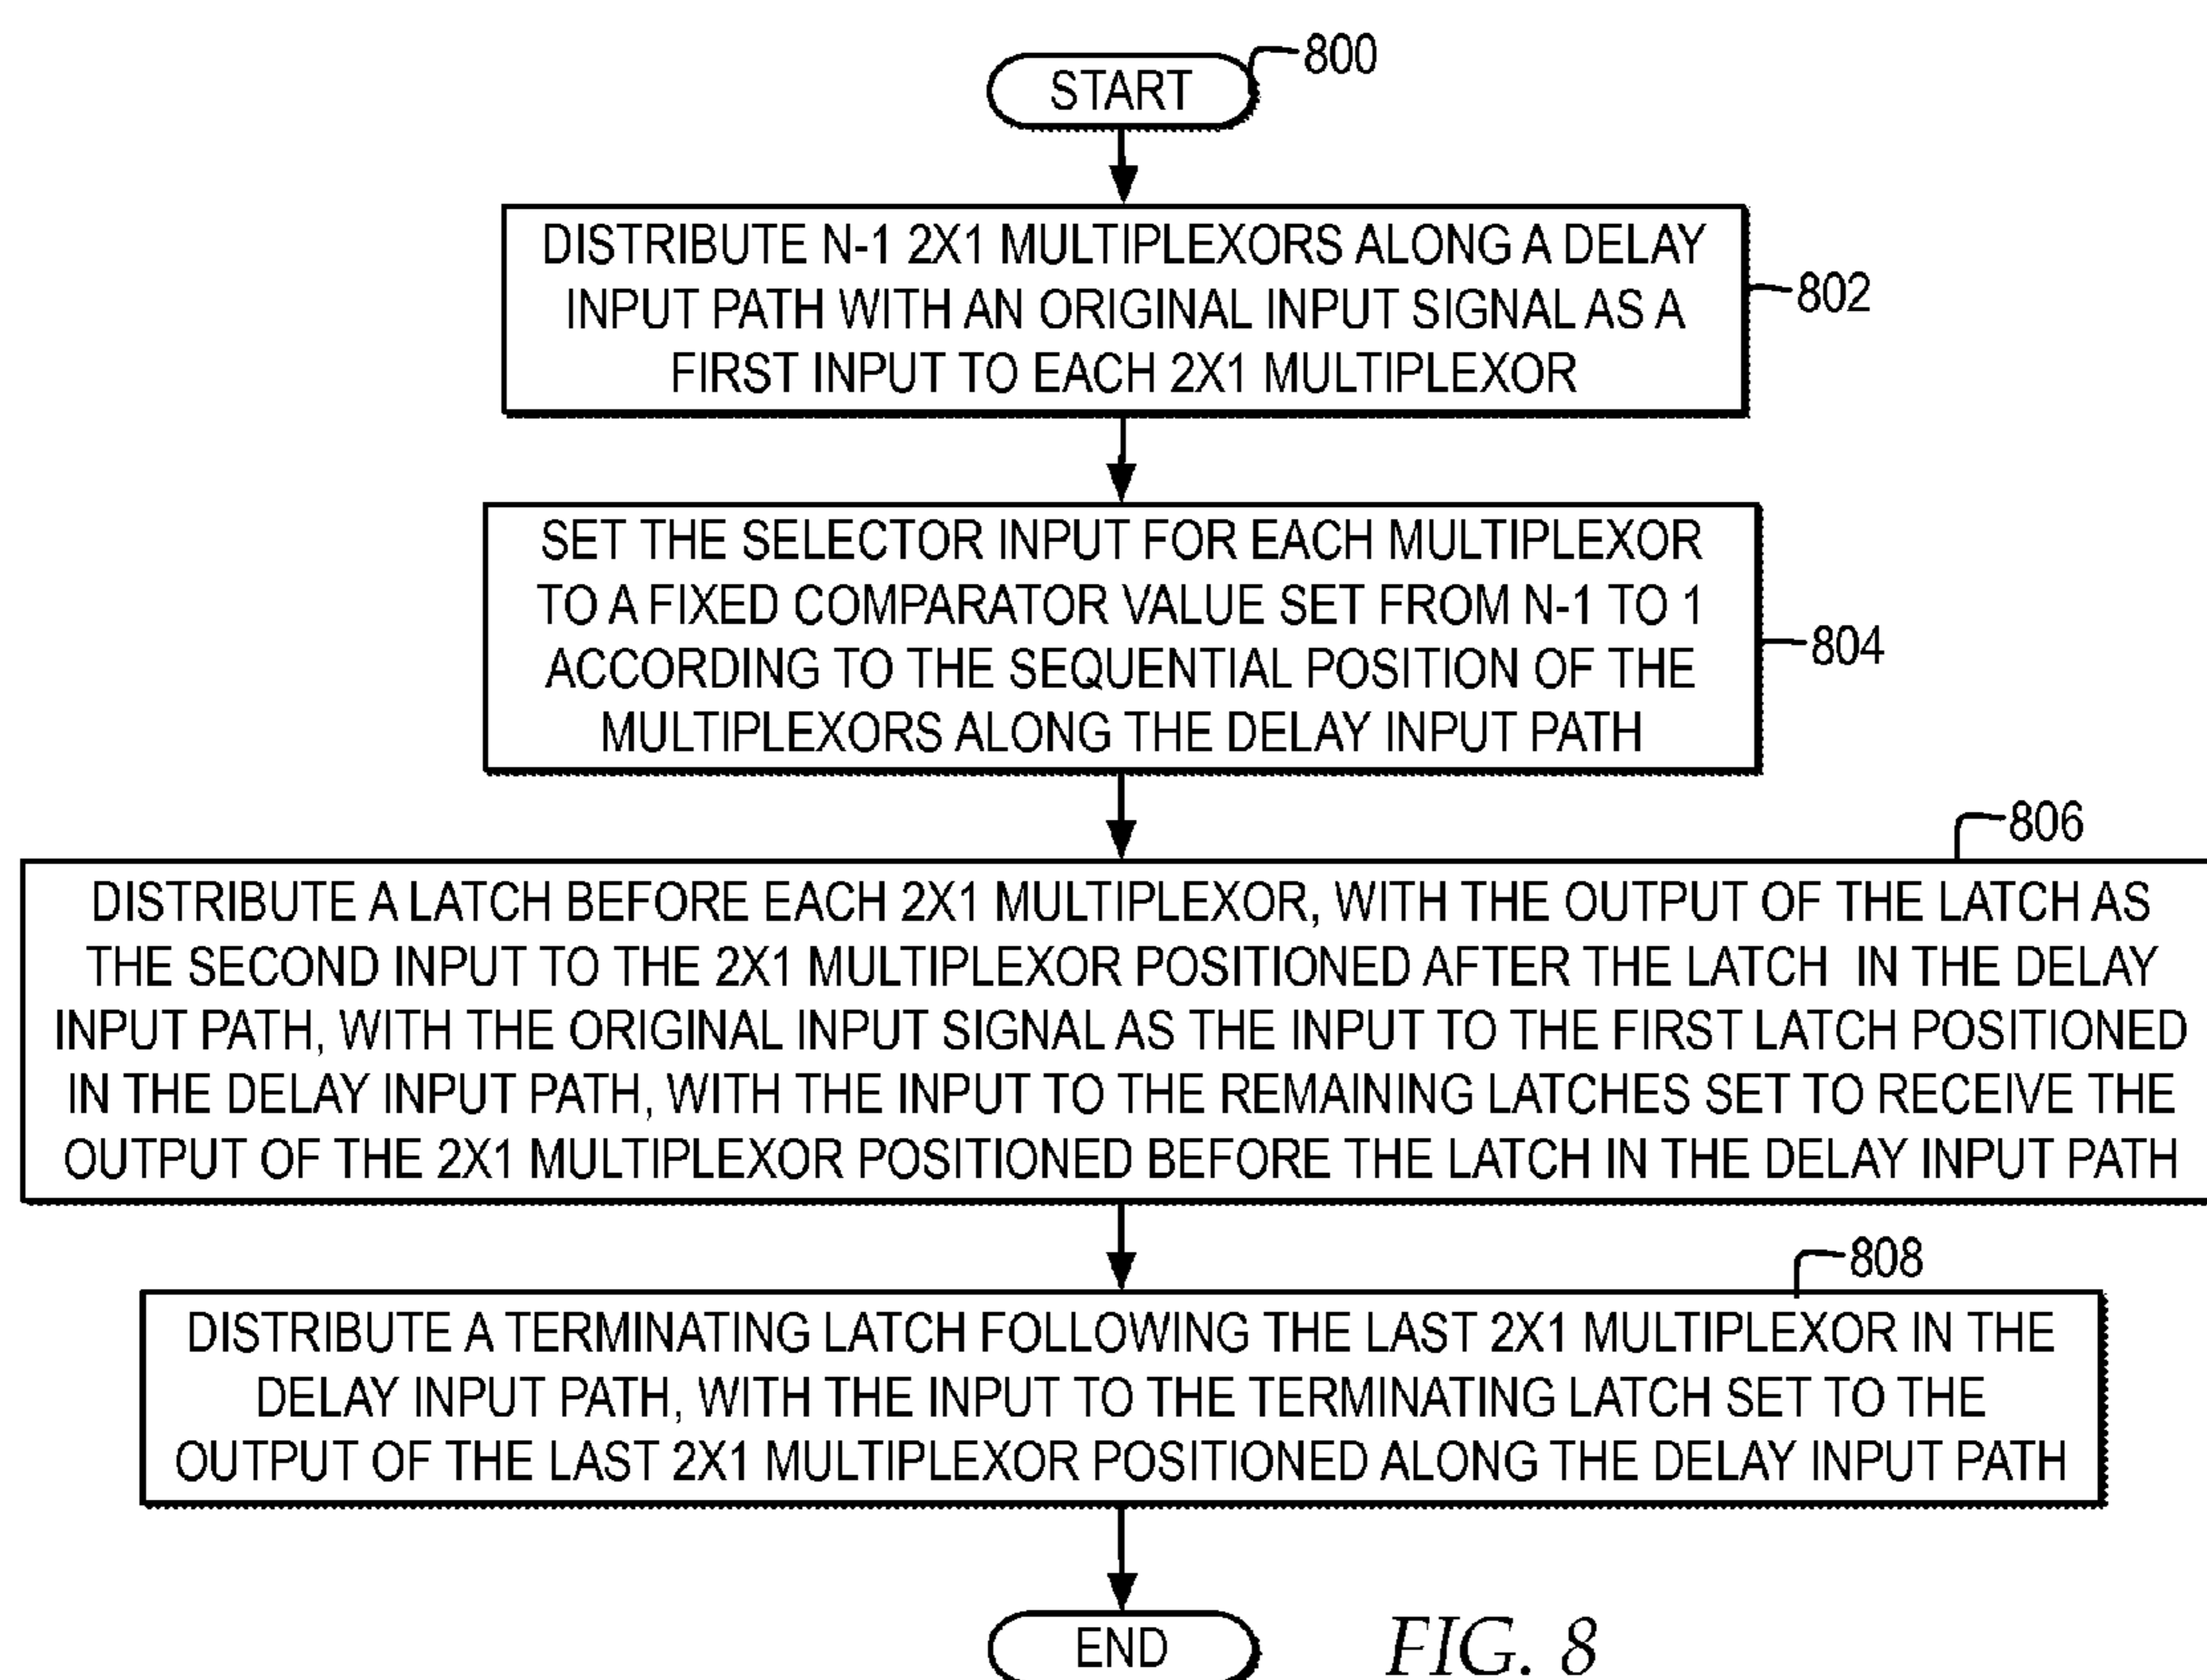 START
800
DISTRIBUTE N-1 2X1 MULTIPLEXORS ALONG A DELAY
INPUT PATH WITH AN ORIGINAL INPUT SIGNAL AS A
FIRST INPUT TO EACH 2X1 MULTIPLEXOR
802
SET THE SELECTOR INPUT FOR EACH MULTIPLEXOR
TO A FIXED COMPARATOR VALUE SET FROM N-1 TO 1
ACCORDING TO THE SEQUENTIAL POSITION OF THE
MULTIPLEXORS ALONG THE DELAY INPUT PATH
804
806
DISTRIBUTE A LATCH BEFORE EACH 2X1 MULTIPLEXOR, WITH THE OUTPUT OF THE LATCH AS
THE SECOND INPUT TO THE 2X1 MULTIPLEXOR POSITIONED AFTER THE LATCH IN THE DELAY
INPUT PATH, WITH THE ORIGINAL INPUT SIGNAL AS THE INPUT TO THE FIRST LATCH POSITIONED
IN THE DELAY INPUT PATH, WITH THE INPUT TO THE REMAINING LATCHES SET TO RECEIVE THE
OUTPUT OF THE 2X1 MULTIPLEXOR POSITIONED BEFORE THE LATCH IN THE DELAY INPUT PATH
808
DISTRIBUTE A TERMINATING LATCH FOLLOWING THE LAST 2X1 MULTIPLEXOR IN THE
DELAY INPUT PATH, WITH THE INPUT TO THE TERMINATING LATCH SET TO THE
OUTPUT OF THE LAST 2X1 MULTIPLEXOR POSITIONED ALONG THE DELAY INPUT PATH
END
FIG. 8